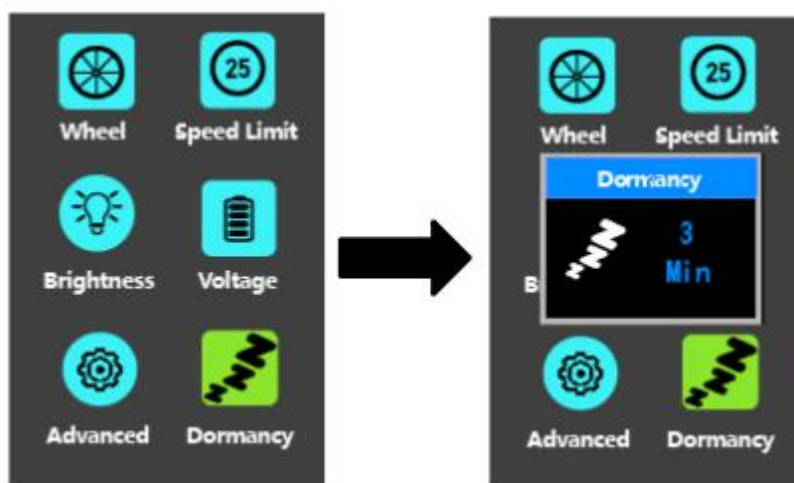 25
Wheel Speed Limit
Brightness Voltage
Advanced Dormancy
25
Wheel Speed Limit
Dormancy
3
Min
B
Advanced Dormancy